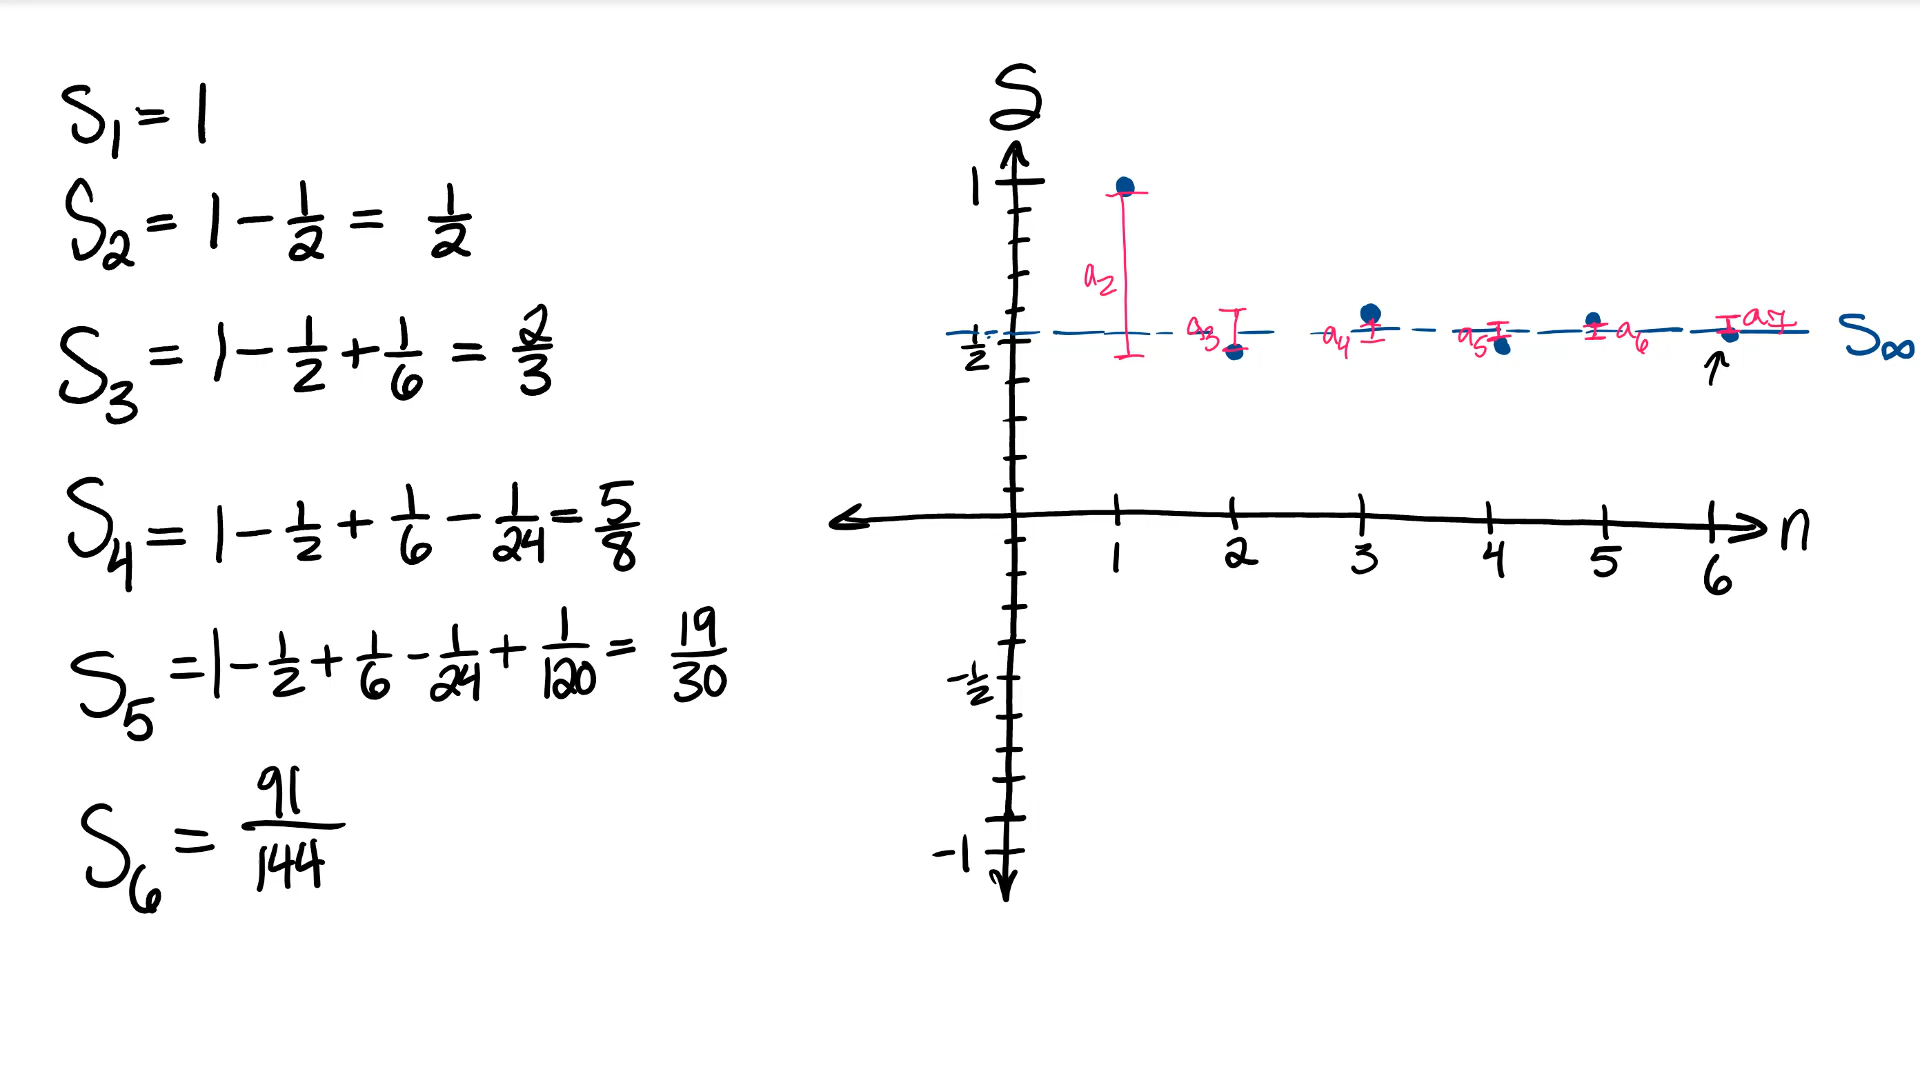 S₁ = 1
S₂ = 1 - 1/2 = 1/2
S₃ = 1 - 1/2 + 1/6 = 2/3
S₄ = 1 - 1/2 + 1/6 - 1/24 = 5/8
S₅ = 1 - 1/2 + 1/6 - 1/24 + 1/120 = 19/30
S₆ = 91/144
S
1
1/2
-1/2
-1
a₂
a₃
a₄
a₅
a₆
a₇
S∞
1 2 3 4 5 6
n